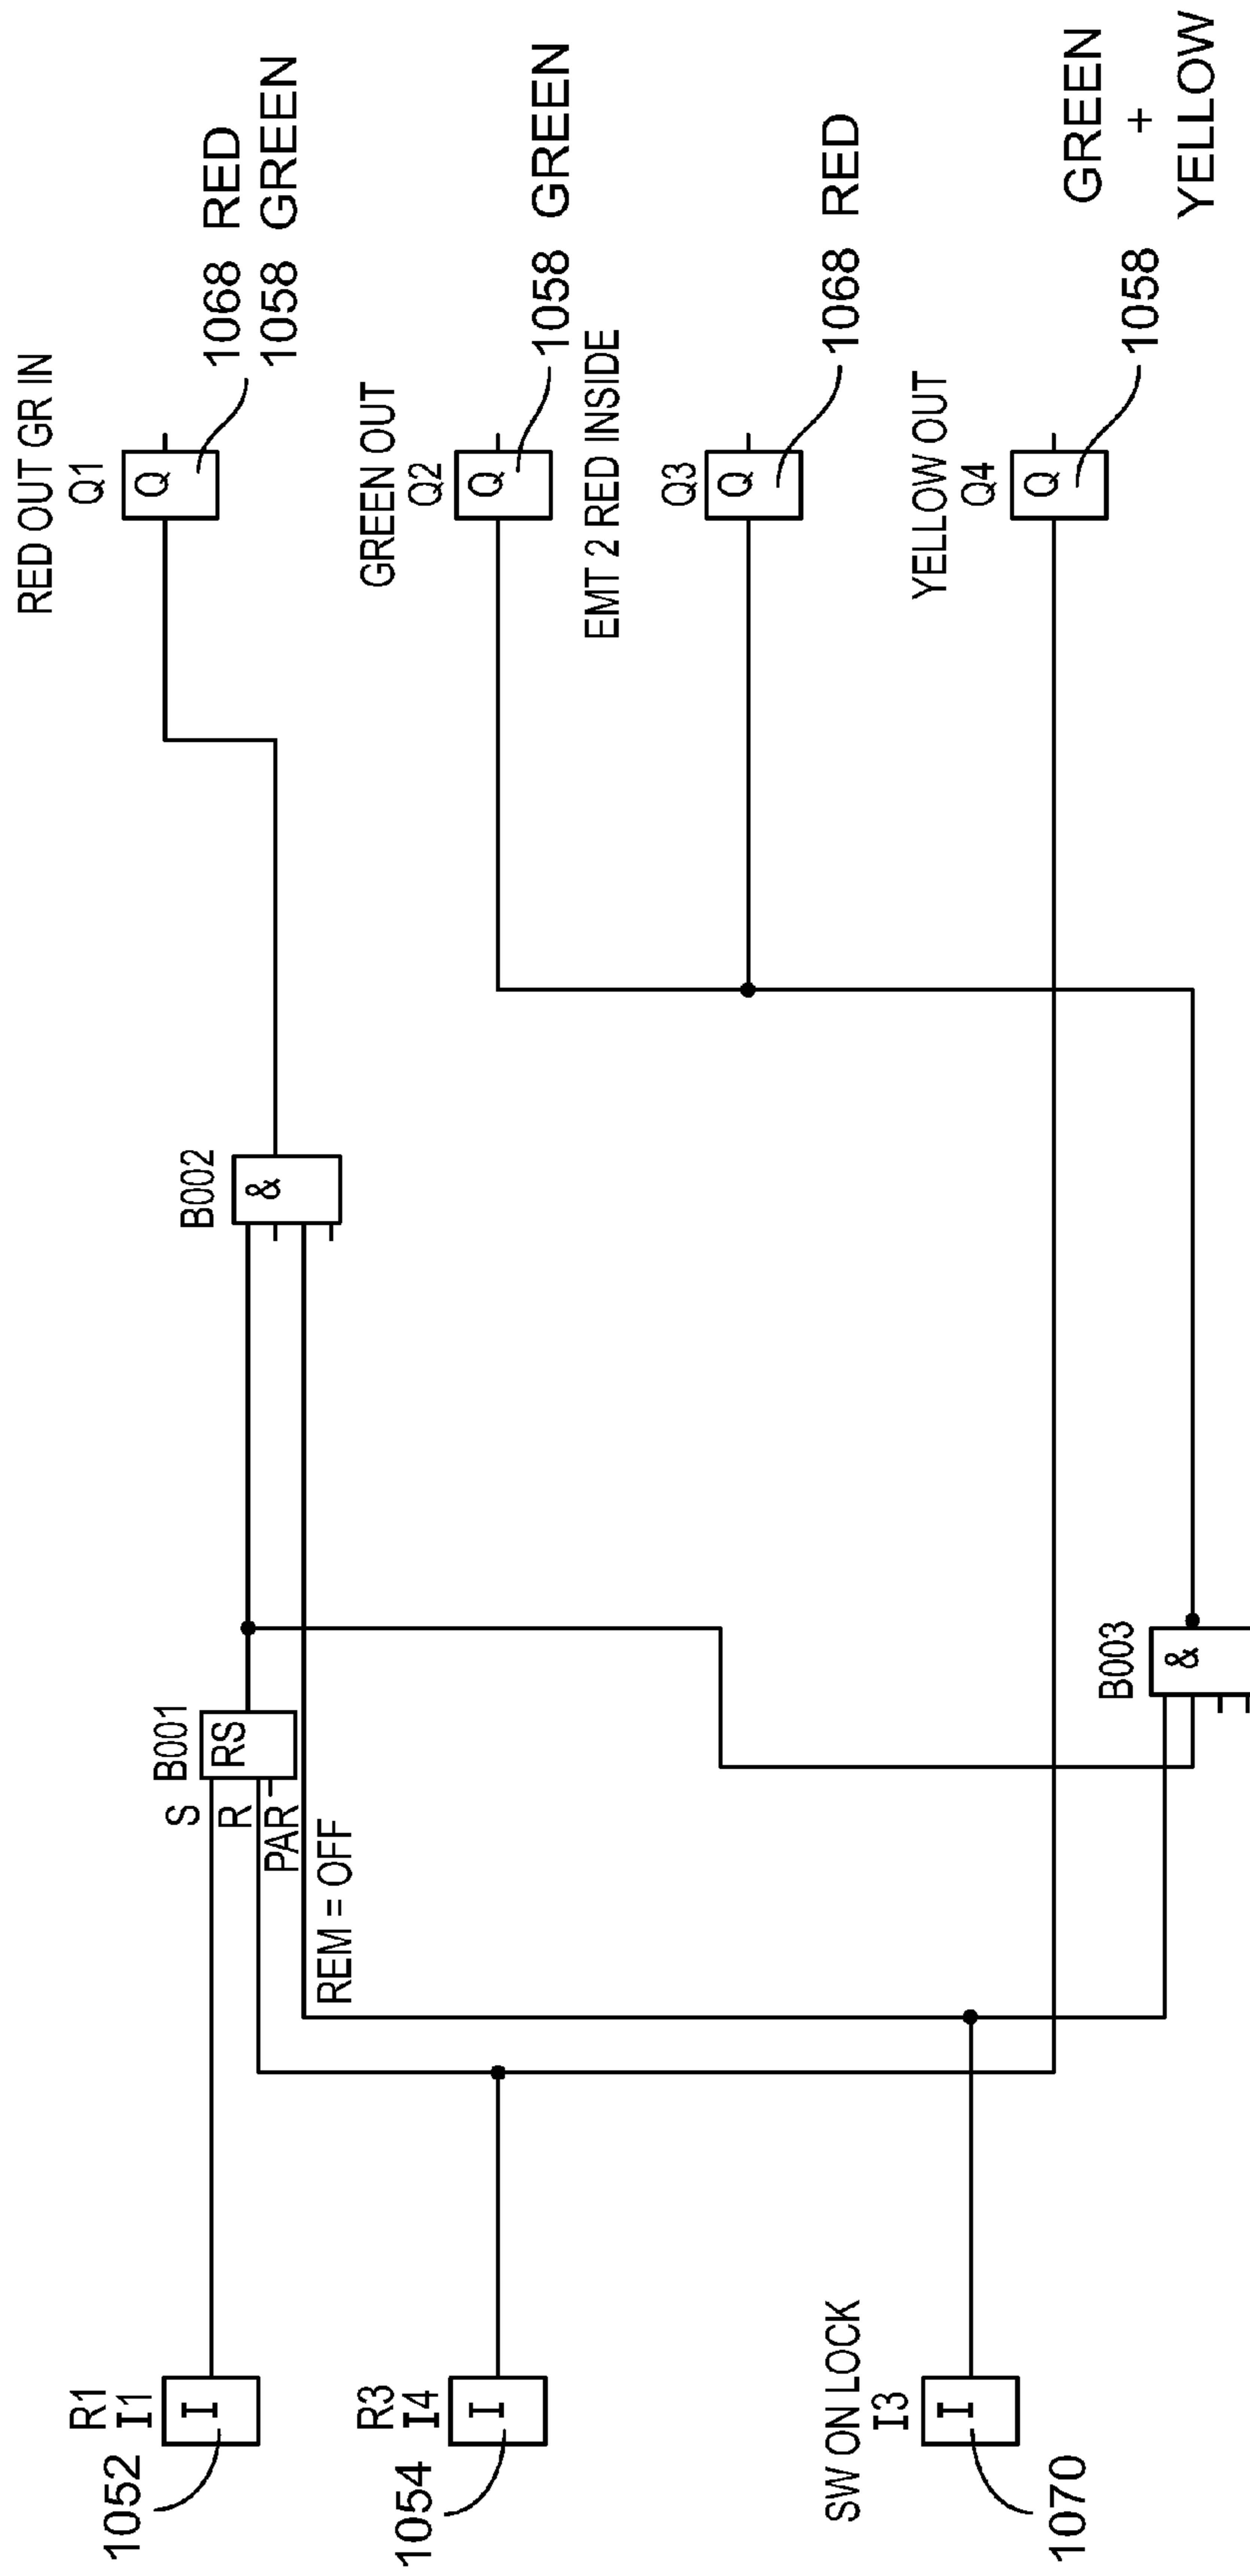 RED OUT GR IN
Q1
Q
1068 RED
1058 GREEN
B002
&
B001
RS
S
R
PAR
REM = OFF
R1
I1
I
1052
GREEN OUT
Q2
Q
1058 GREEN
R3
I4
I
1054
EMT 2 RED INSIDE
Q3
Q
1068 RED
SW ON LOCK
I3
I
1070
YELLOW OUT
Q4
Q
1058
GREEN
+
YELLOW
B003
&